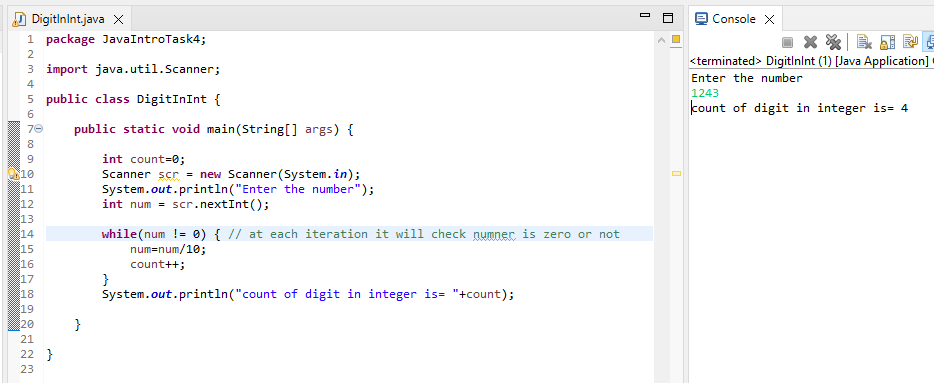 DigitInInt.java
1 package JavaIntroTask4;
2
3 import java.util.Scanner;
4
5 public class DigitInInt {
6
7 public static void main(String[] args) {
8
9 int count=0;
10 Scanner scr = new Scanner(System.in);
11 System.out.println("Enter the number");
12 int num = scr.nextInt();
13
14 while(num != 0) { // at each iteration it will check numner is zero or not
15 num=num/10;
16 count++;
17 }
18 System.out.println("count of digit in integer is= "+count);
19
20 }
21
22 }
23
Console
<terminated> DigitInInt (1) [Java Application]
Enter the number
1243
count of digit in integer is= 4